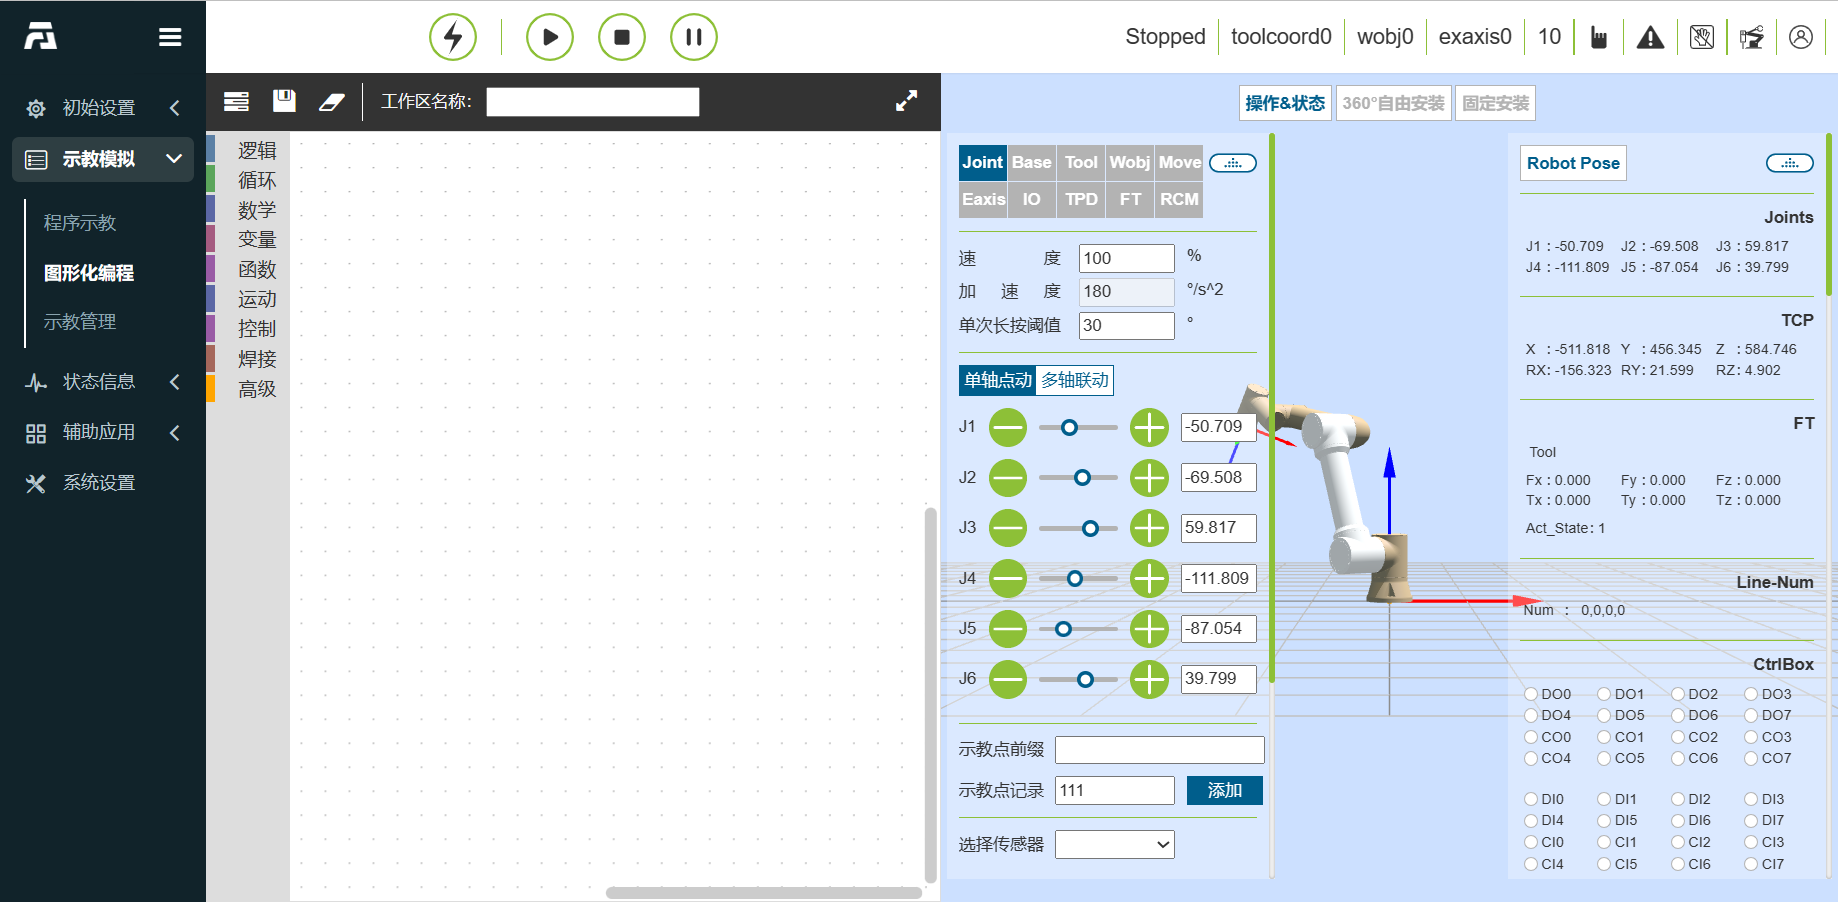 Stopped toolcoord0 wobj0 exaxis0 10
初始设置
示教模拟
程序示教
图形化编程
示教管理
状态信息
辅助应用
系统设置
工作区名称：
逻辑
循环
数学
变量
函数
运动
控制
焊接
高级
操作&状态 360°自由安装 固定安装
Joint Base Tool Wobj Move
Eaxis IO TPD FT RCM
速度 100 %
加速度 180 °/s^2
单次长按阈值 30 °
单轴点动 多轴联动
J1 -50.709
J2 -69.508
J3 59.817
J4 -111.809
J5 -87.054
J6 39.799
示教点前缀
示教点记录 111 添加
选择传感器
Robot Pose
Joints
J1 : -50.709 J2 : -69.508 J3 : 59.817
J4 : -111.809 J5 : -87.054 J6 : 39.799
TCP
X : -511.818 Y : 456.345 Z : 584.746
RX: -156.323 RY: 21.599 RZ: 4.902
FT
Tool
Fx : 0.000 Fy : 0.000 Fz : 0.000
Tx : 0.000 Ty : 0.000 Tz : 0.000
Act_State: 1
Line-Num
Num : 0,0,0,0
CtrlBox
DO0 DO1 DO2 DO3
DO4 DO5 DO6 DO7
CO0 CO1 CO2 CO3
CO4 CO5 CO6 CO7
DI0 DI1 DI2 DI3
DI4 DI5 DI6 DI7
CI0 CI1 CI2 CI3
CI4 CI5 CI6 CI7